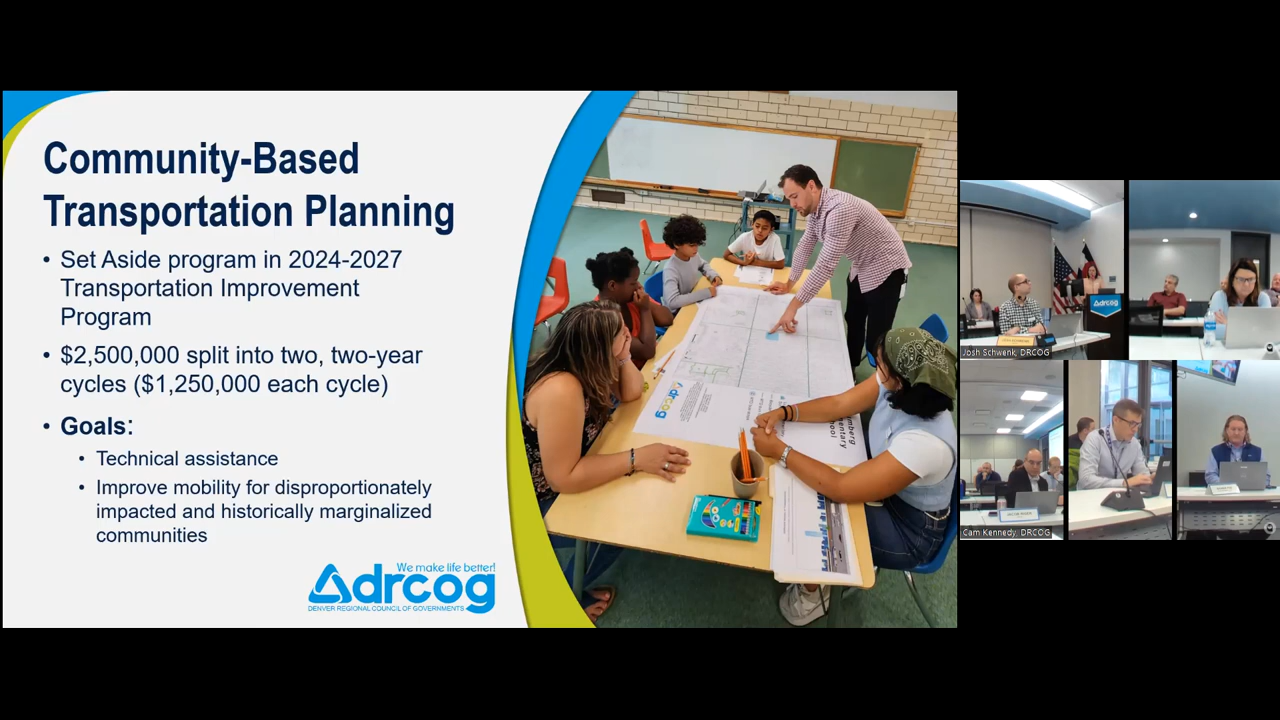 Community-Based
Transportation Planning
• Set Aside program in 2024-2027
Transportation Improvement
Program
• $2,500,000 split into two, two-year
cycles ($1,250,000 each cycle)
• Goals:
• Technical assistance
• Improve mobility for disproportionately
impacted and historically marginalized
communities
We make life better!
drcog
DENVER REGIONAL COUNCIL OF GOVERNMENTS
drcog
drcog
Josh Schwenk, DRCOG
Cam Kennedy, DRCOG